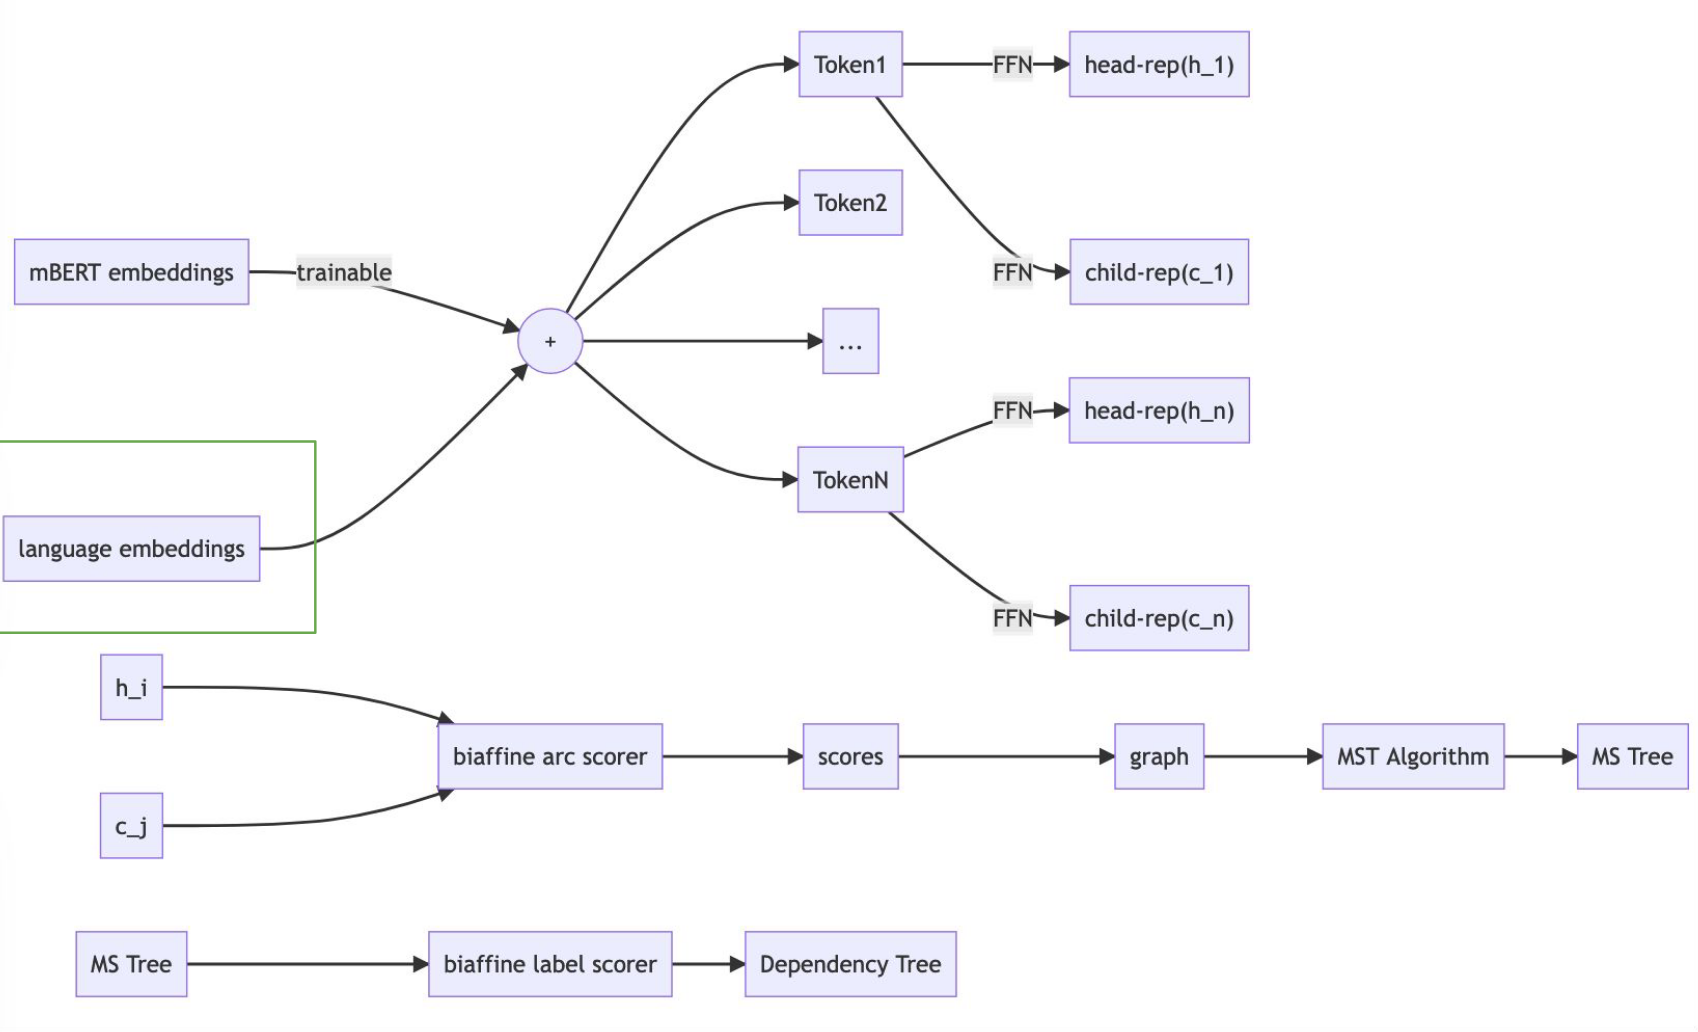 Token1
FFN
head-rep(h_1)
Token2
mBERT embeddings
trainable
FFN
child-rep(c_1)
+
...
FFN
head-rep(h_n)
TokenN
language embeddings
FFN
child-rep(c_n)
h_i
biaffine arc scorer
scores
graph
MST Algorithm
MS Tree
c_j
MS Tree
biaffine label scorer
Dependency Tree